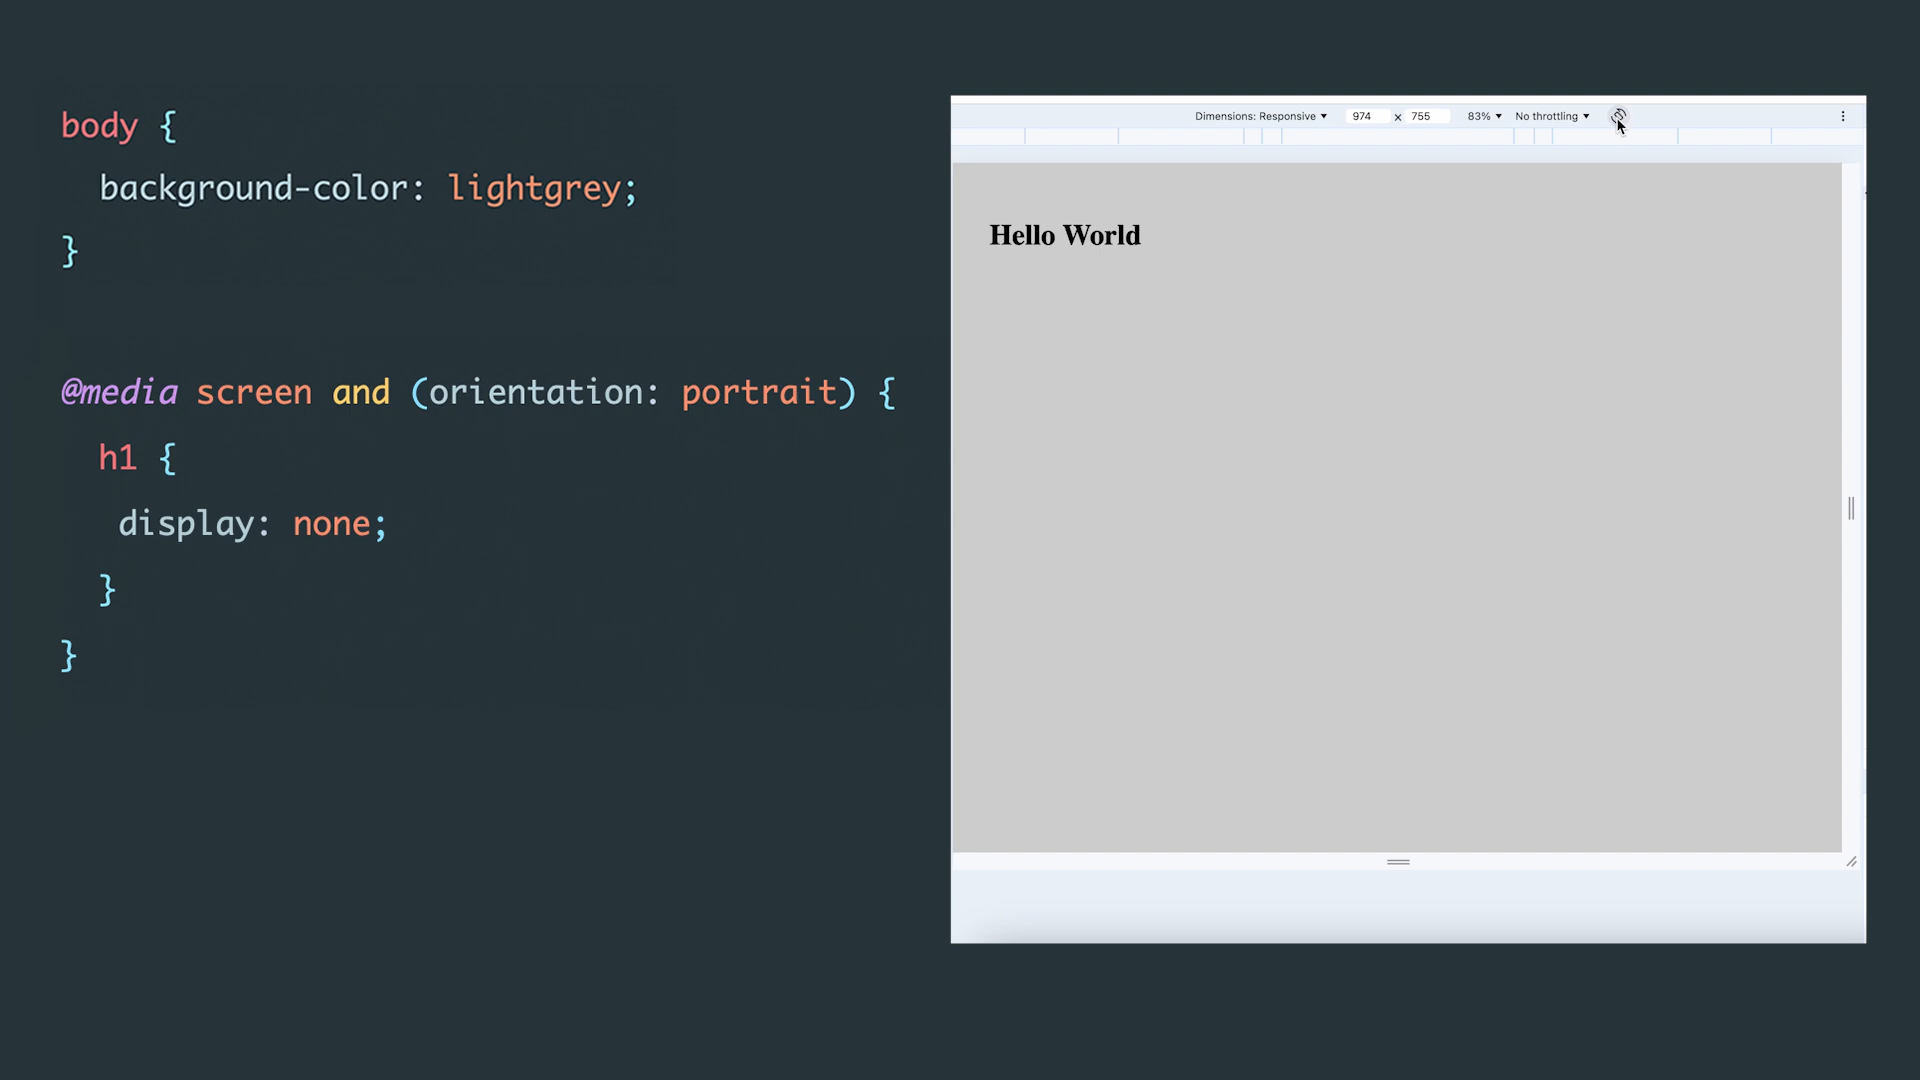 body {
background-color: lightgrey;
}
@media screen and (orientation: portrait) {
h1 {
display: none;
}
}
Dimensions: Responsive ▼ 974 x 755 83% ▼ No throttling ▼
Hello World